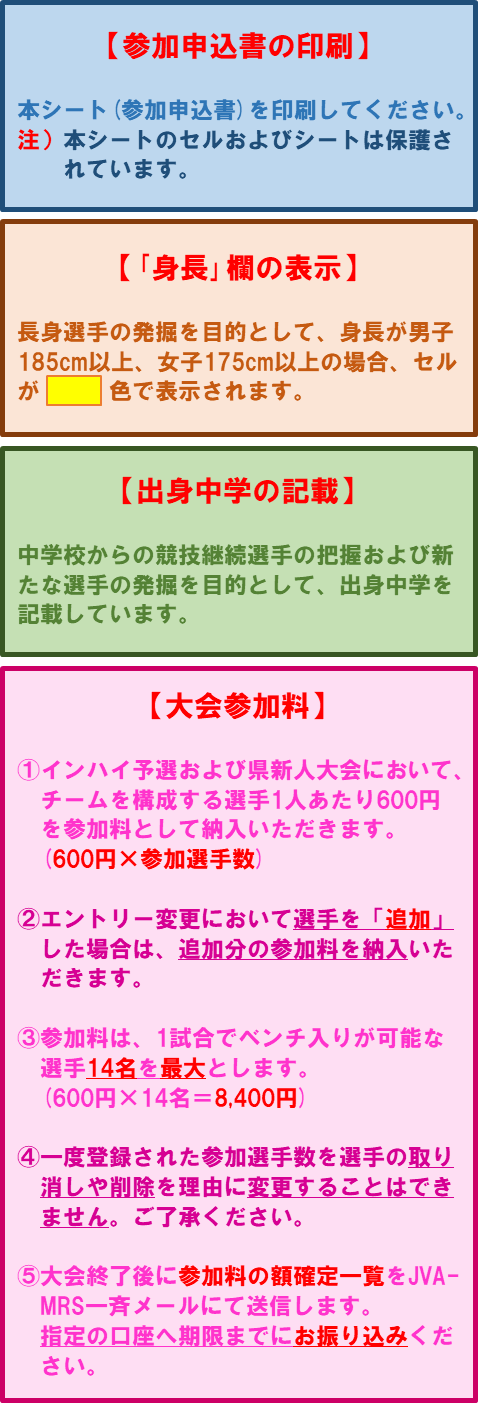 【参加申込書の印刷】
本シート(参加申込書)を印刷してください。
注）本シートのセルおよびシートは保護さ
れています。
【「身長」欄の表示】
長身選手の発掘を目的として、身長が男子
185cm以上、女子175cm以上の場合、セル
が 色で表示されます。
【出身中学の記載】
中学校からの競技継続選手の把握および新
たな選手の発掘を目的として、出身中学を
記載しています。
【大会参加料】
①インハイ予選および県新人大会において、
チームを構成する選手1人あたり600円
を参加料として納入いただきます。
(600円×参加選手数)
②エントリー変更において選手を「追加」
した場合は、追加分の参加料を納入いた
だきます。
③参加料は、1試合でベンチ入りが可能な
選手14名を最大とします。
(600円×14名＝8,400円)
④一度登録された参加選手数を選手の取り
消しや削除を理由に変更することはでき
ません。ご了承ください。
⑤大会終了後に参加料の額確定一覧をJVA-
MRS一斉メールにて送信します。
指定の口座へ期限までにお振り込みくだ
さい。